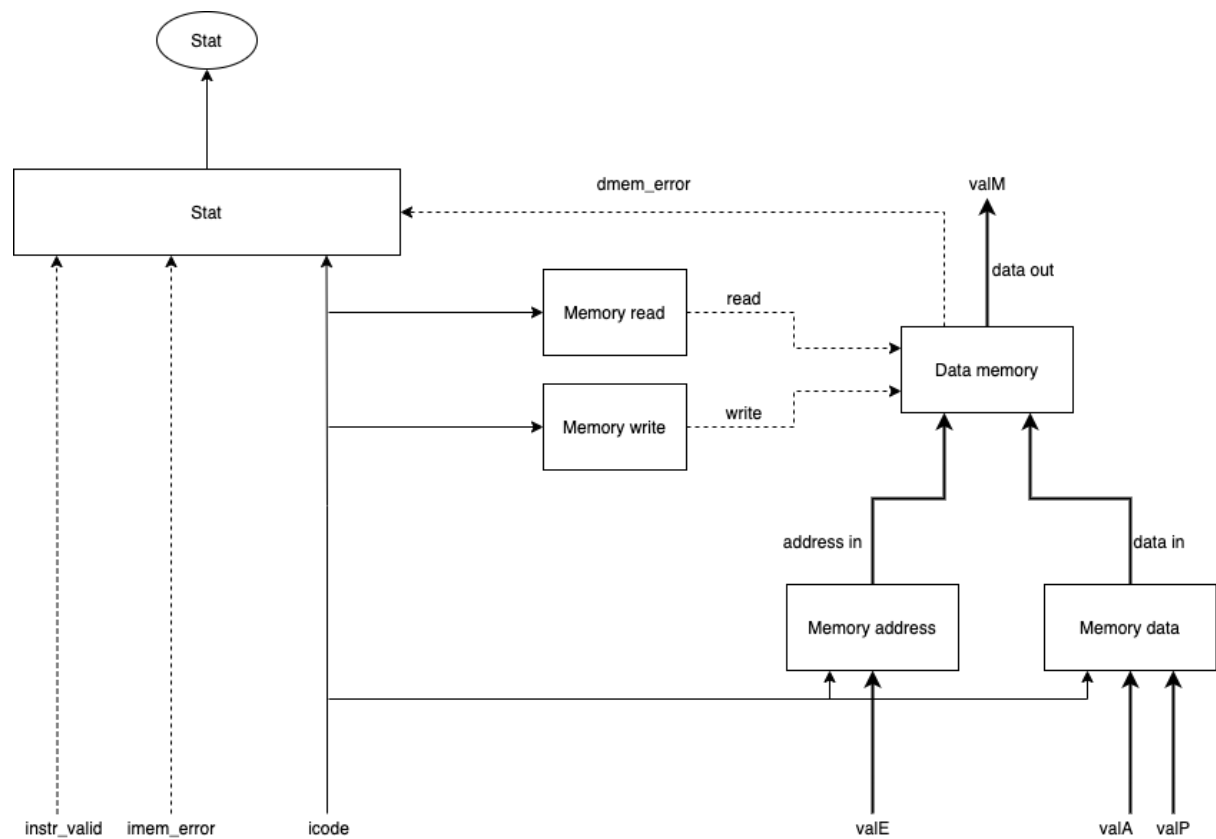 Stat
Stat
dmem_error
valM
data out
Memory read
read
Data memory
Memory write
write
address in
data in
Memory address
Memory data
instr_valid
imem_error
icode
valE
valA
valP